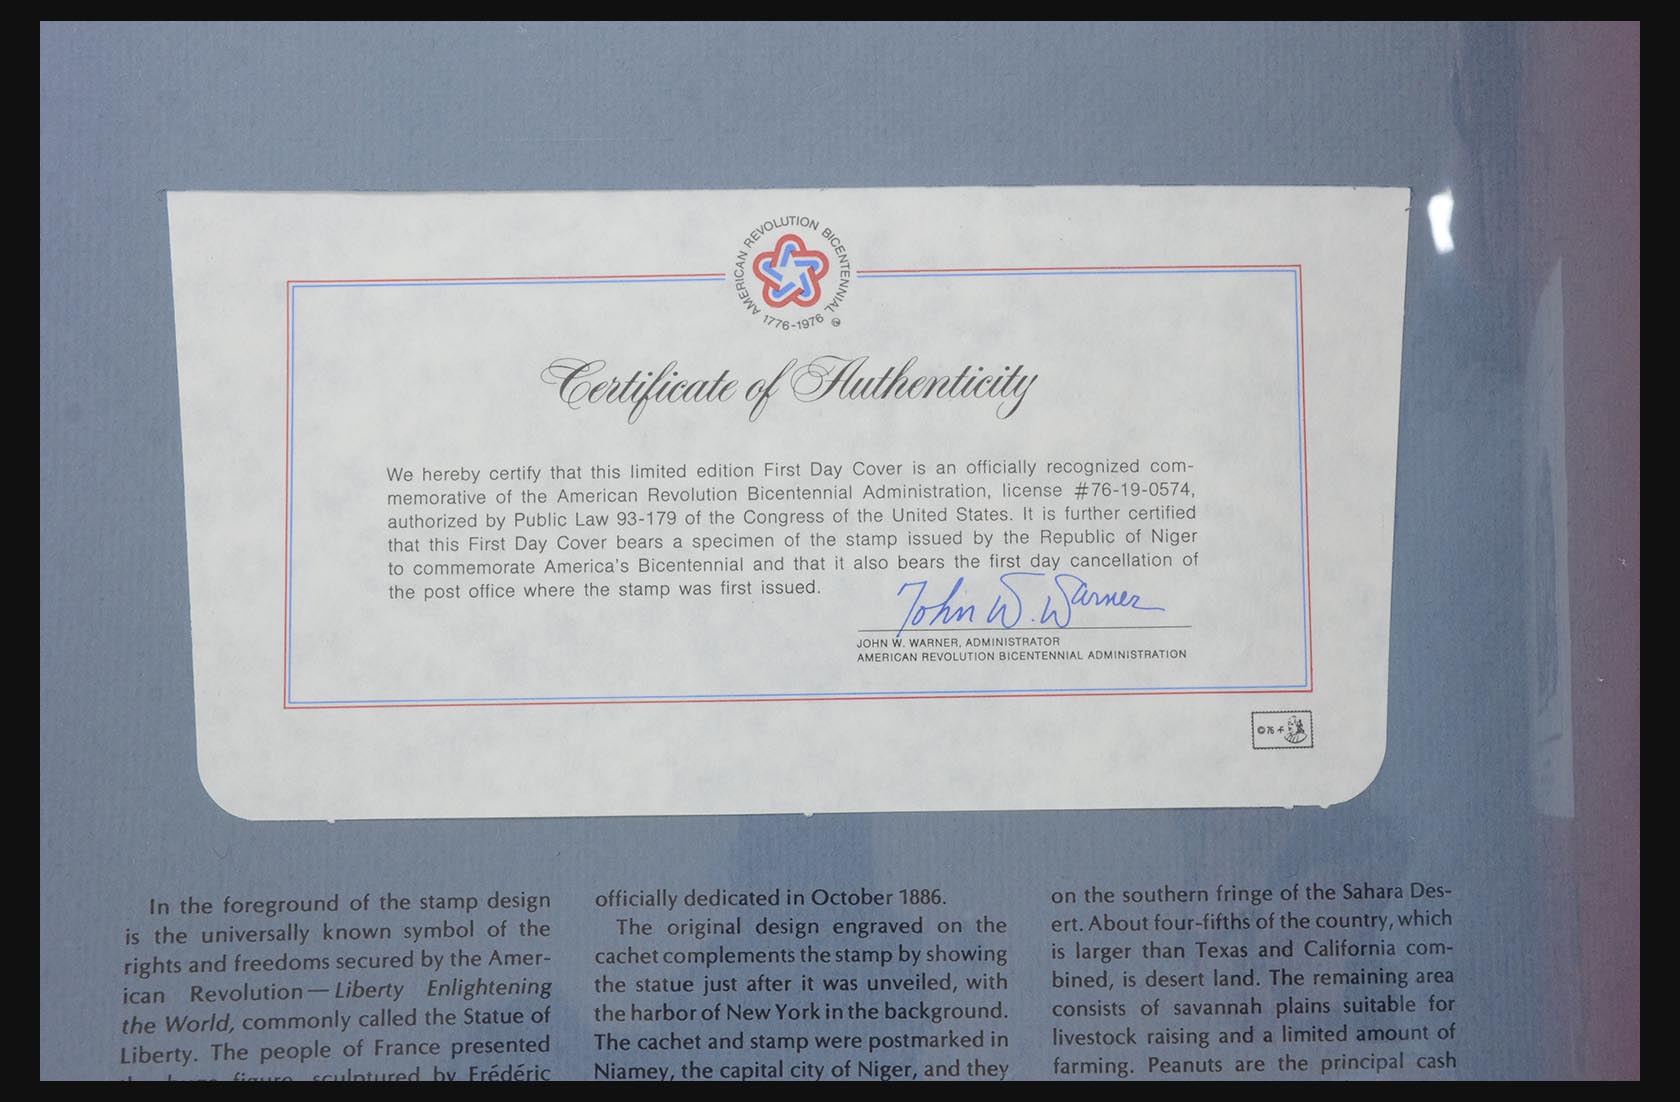 AMERICAN REVOLUTION BICENTENNIAL
1776-1976
Certificate of Authenticity
We hereby certify that this limited edition First Day Cover is an officially recognized com-
memorative of the American Revolution Bicentennial Administration, license #76-19-0574,
authorized by Public Law 93-179 of the Congress of the United States. It is further certified
that this First Day Cover bears a specimen of the stamp issued by the Republic of Niger
to commemorate America's Bicentennial and that it also bears the first day cancellation of
the post office where the stamp was first issued.
John W. Warner
JOHN W. WARNER, ADMINISTRATOR
AMERICAN REVOLUTION BICENTENNIAL ADMINISTRATION
©76 F
In the foreground of the stamp design
is the universally known symbol of the
rights and freedoms secured by the Amer-
ican Revolution—Liberty Enlightening
the World, commonly called the Statue of
Liberty. The people of France presented
the huge figure, sculptured by Frédéric
officially dedicated in October 1886.
The original design engraved on the
cachet complements the stamp by showing
the statue just after it was unveiled, with
the harbor of New York in the background.
The cachet and stamp were postmarked in
Niamey, the capital city of Niger, and they
on the southern fringe of the Sahara Des-
ert. About four-fifths of the country, which
is larger than Texas and California com-
bined, is desert land. The remaining area
consists of savannah plains suitable for
livestock raising and a limited amount of
farming. Peanuts are the principal cash